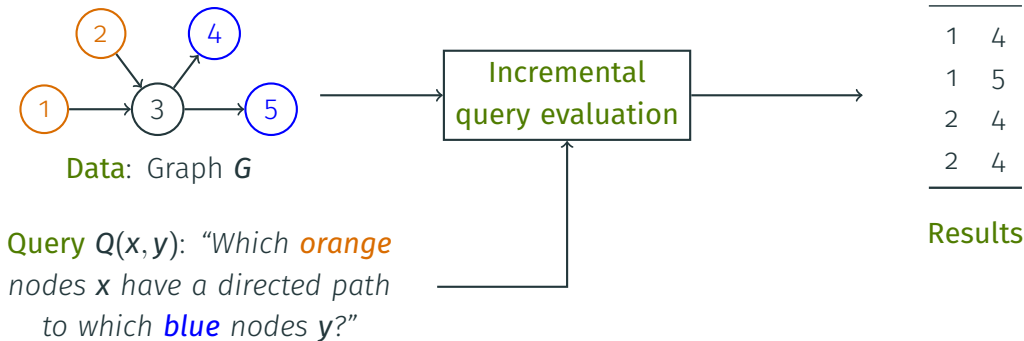 2
4
1
3
5
Data: Graph G
Query Q(x, y): "Which orange
nodes x have a directed path
to which blue nodes y?"
Incremental
query evaluation
1 4
1 5
2 4
2 4
Results